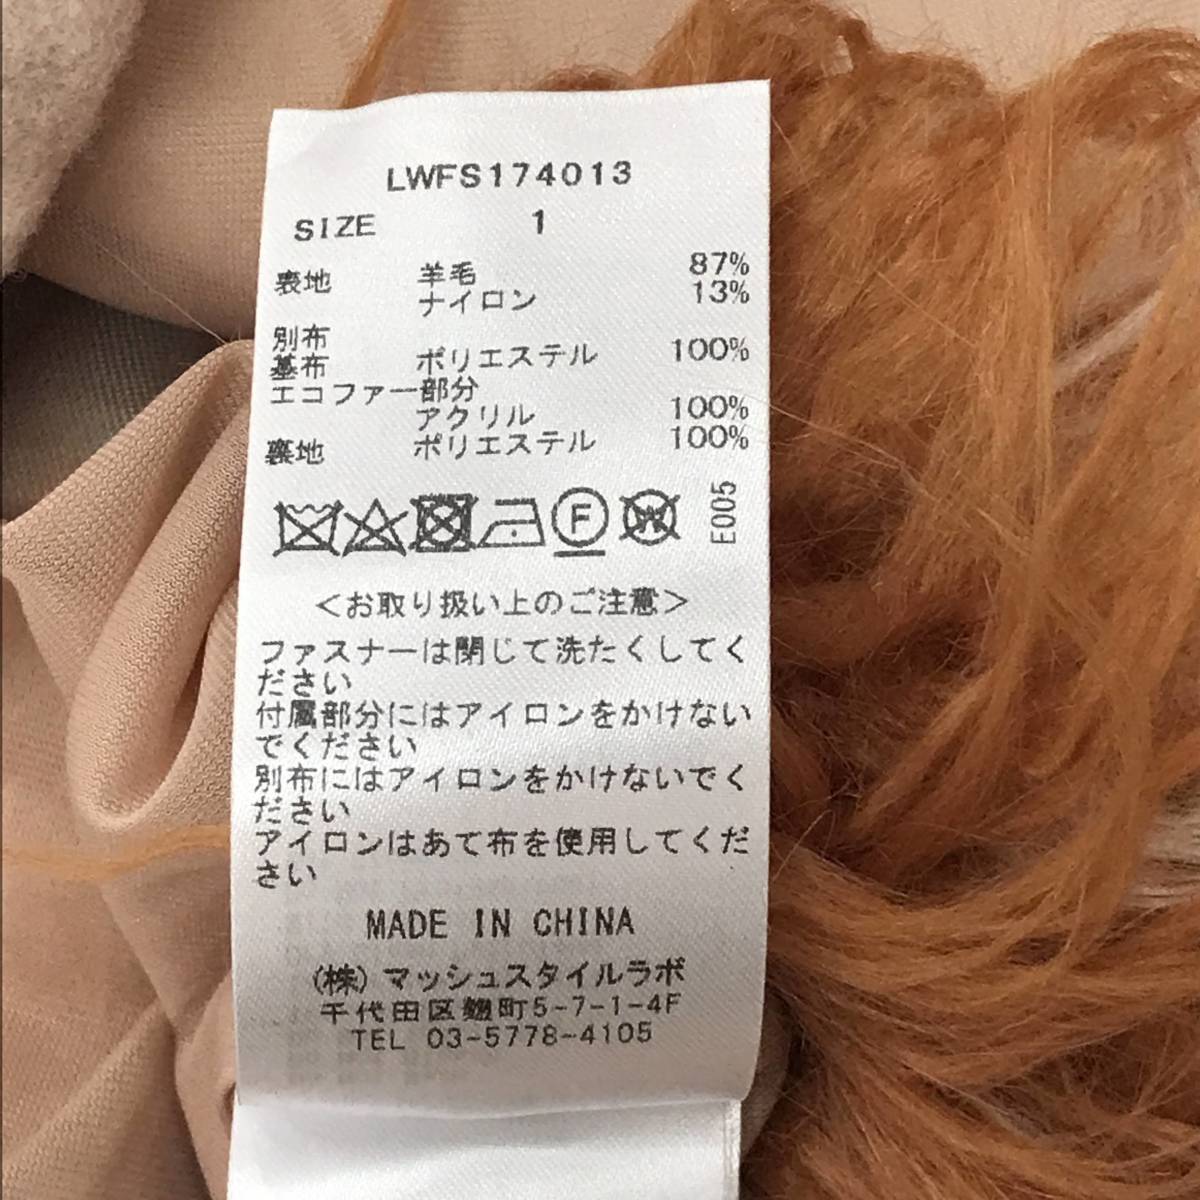 LWFS174013
SIZE 1
表地 羊毛 87%
ナイロン 13%
別布
基布 ポリエステル 100%
エコファー部分
アクリル 100%
裏地 ポリエステル 100%
F W E005
<お取り扱い上のご注意>
ファスナーは閉じて洗たくしてく
ださい
付属部分にはアイロンをかけない
でください
別布にはアイロンをかけないでく
ださい
アイロンはあて布を使用してくだ
さい
MADE IN CHINA
(株)マッシュスタイルラボ
千代田区麹町5-7-1-4F
TEL 03-5778-4105